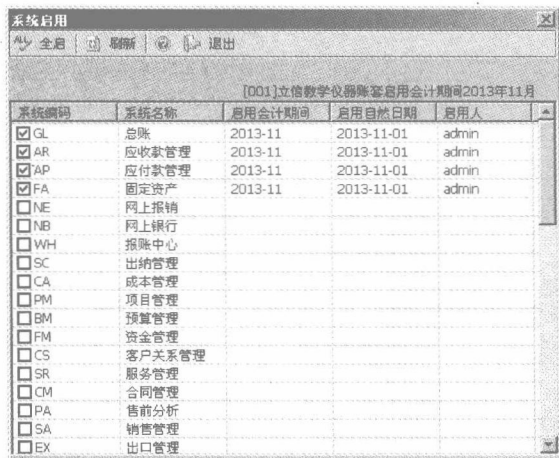 系统启用
全启 刷新 退出
[001]立信数学仪器账套启用会计期间2013年11月
系统编码 系统名称 启用会计期间 启用自然日期 启用人
GL 总账 2013-11 2013-11-01 admin
AR 应收款管理 2013-11 2013-11-01 admin
AP 应付款管理 2013-11 2013-11-01 admin
FA 固定资产 2013-11 2013-11-01 admin
NE 网上报销
NB 网上银行
WH 报账中心
SC 出纳管理
CA 成本管理
PM 项目管理
BM 预算管理
FM 资金管理
CS 客户关系管理
SR 服务管理
CM 合同管理
PA 售前分析
SA 销售管理
EX 出口管理